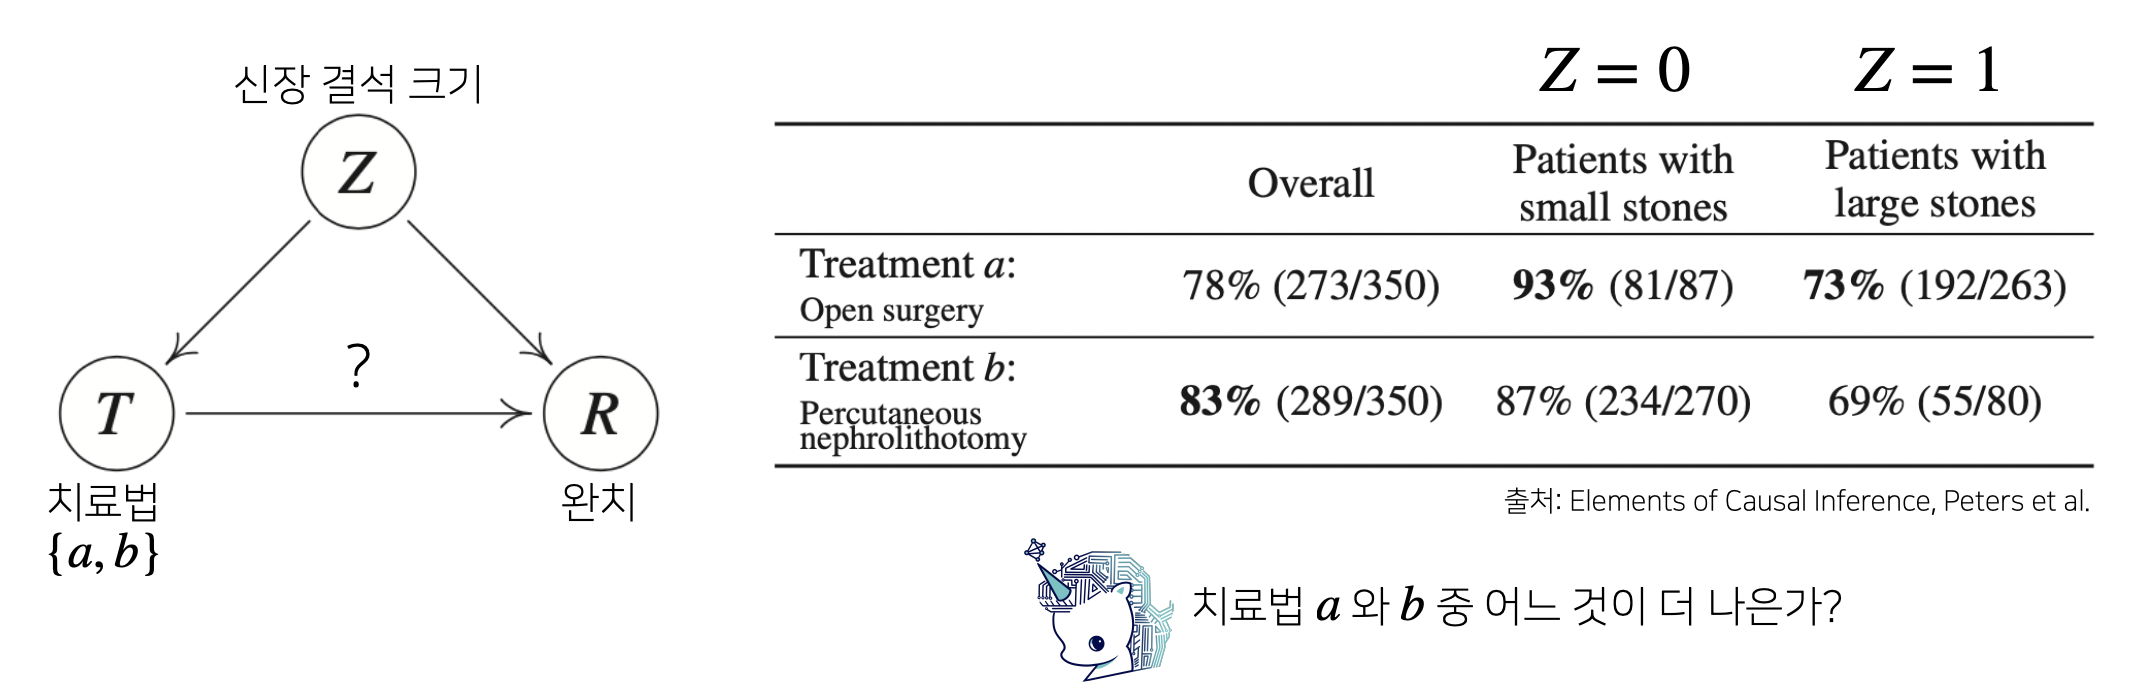 신장 결석 크기
Z
T
?
R
치료법
{a, b}
완치
Z = 0 Z = 1
Overall Patients with small stones Patients with large stones
Treatment a: Open surgery 78% (273/350) 93% (81/87) 73% (192/263)
Treatment b: Percutaneous nephrolithotomy 83% (289/350) 87% (234/270) 69% (55/80)
출처: Elements of Causal Inference, Peters et al.
치료법 a 와 b 중 어느 것이 더 나은가?